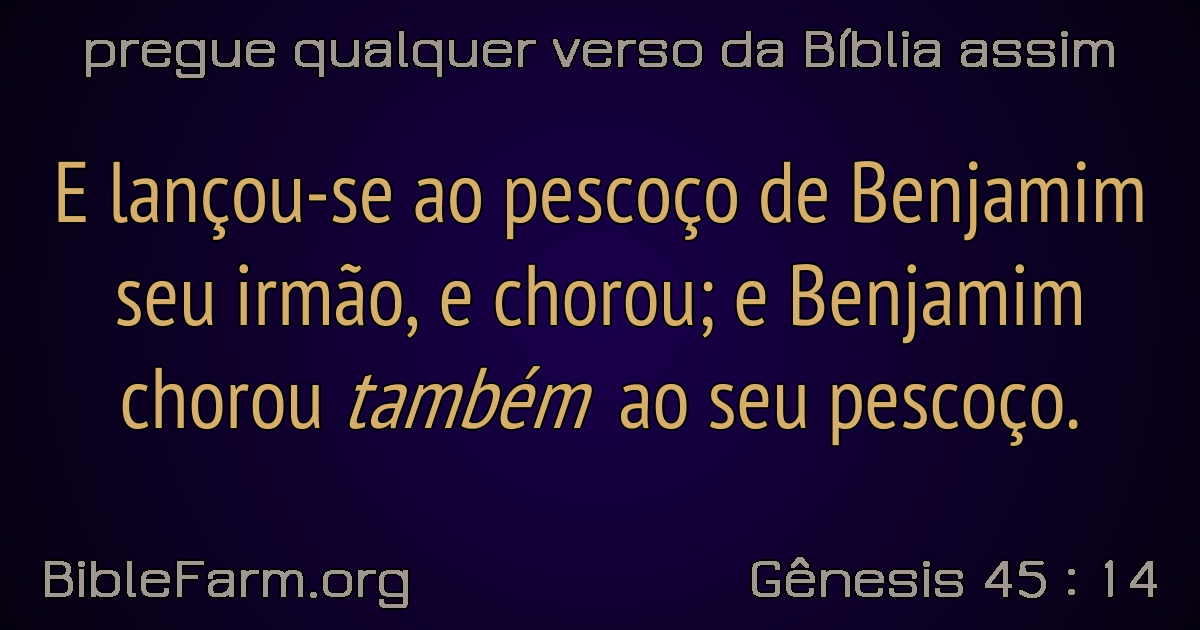 pregue qualquer verso da Bíblia assim
E lançou-se ao pescoço de Benjamim
seu irmão, e chorou; e Benjamim
chorou também ao seu pescoço.
BibleFarm.org
Gênesis 45 : 14